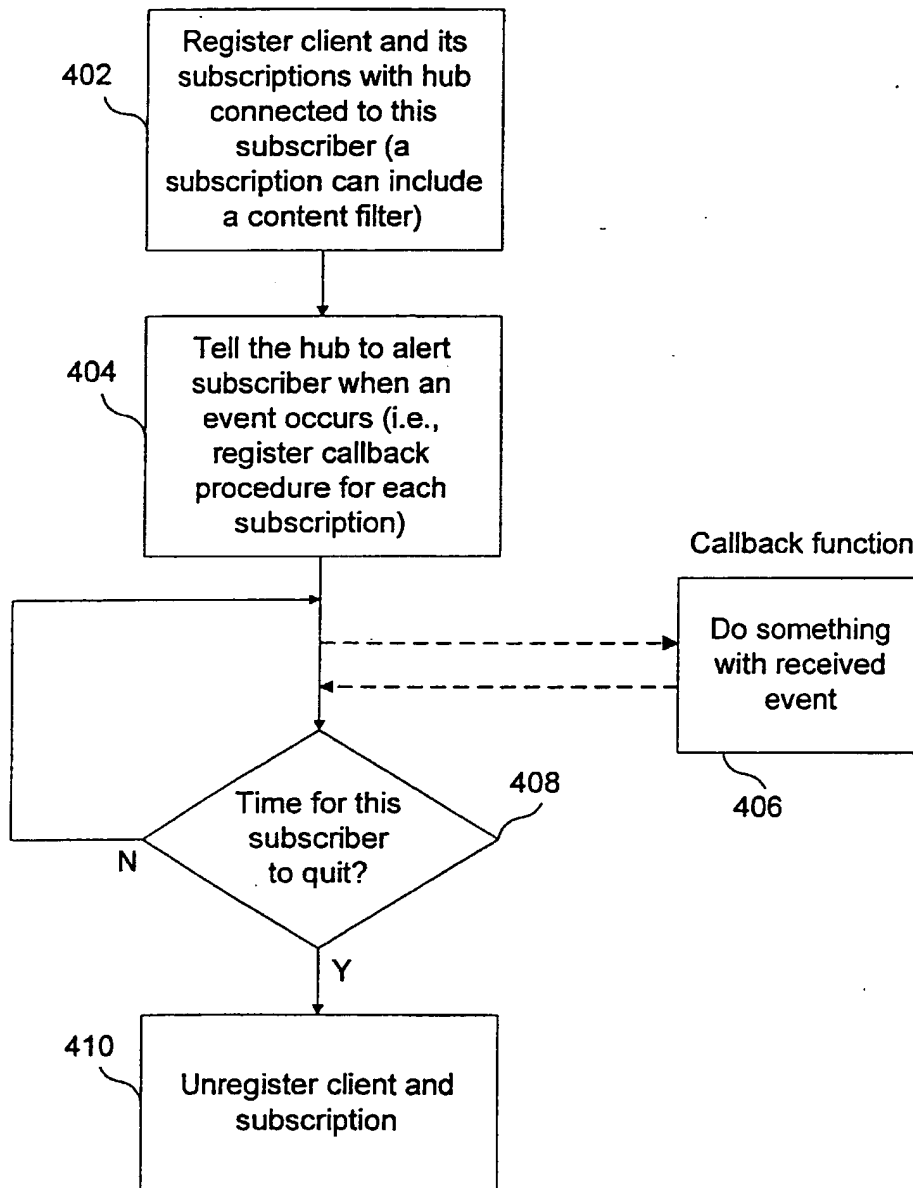 402
Register client and its
subscriptions with hub
connected to this
subscriber (a
subscription can include
a content filter)
404
Tell the hub to alert
subscriber when an
event occurs (i.e.,
register callback
procedure for each
subscription)
Callback function
Do something
with received
event
406
408
Time for this
subscriber
to quit?
N
Y
410
Unregister client and
subscription